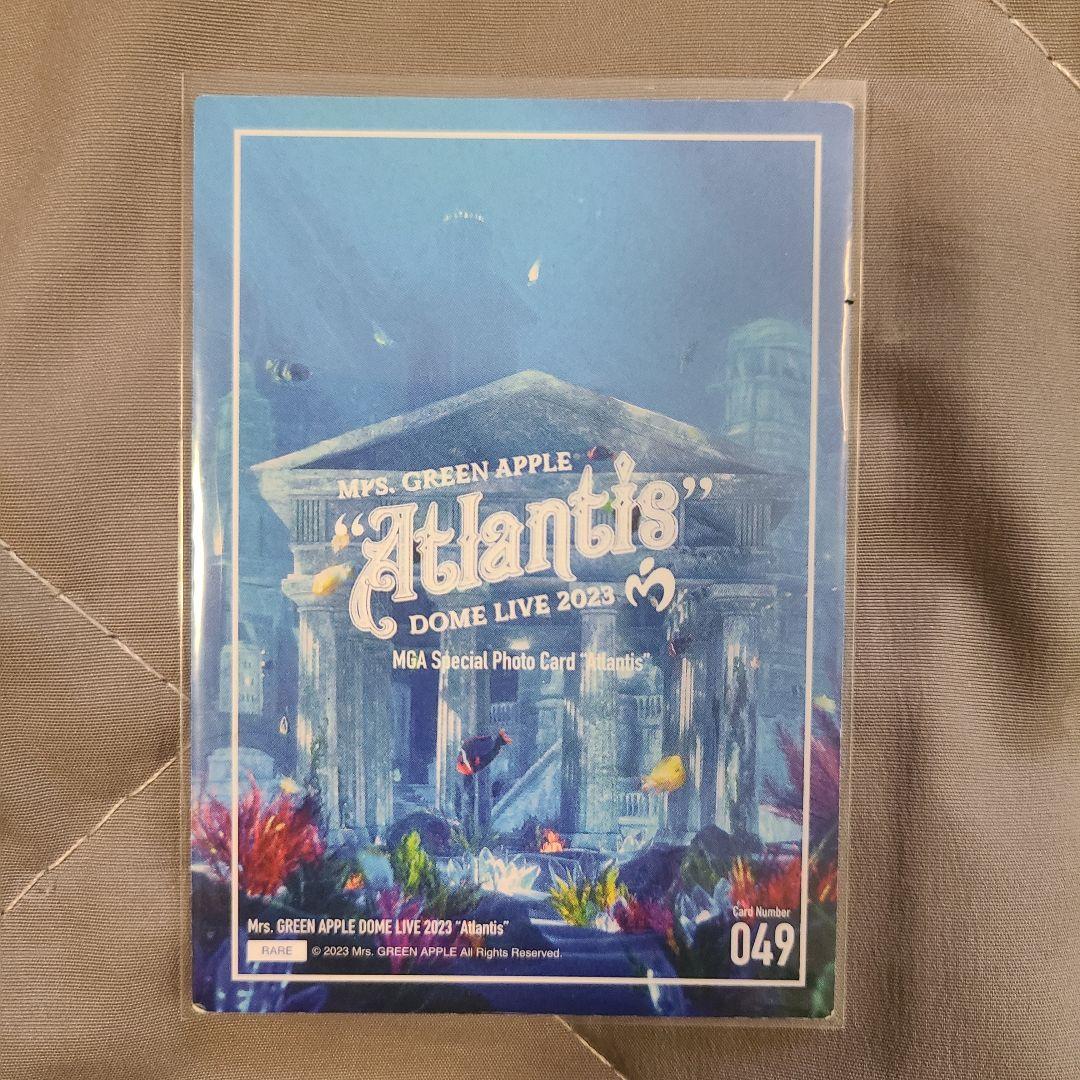 Mrs. GREEN APPLE
“Atlantis”
DOME LIVE 2023
MGA Special Photo Card “Atlantis”
Card Number
049
Mrs. GREEN APPLE DOME LIVE 2023 “Atlantis”
RARE © 2023 Mrs. GREEN APPLE All Rights Reserved.